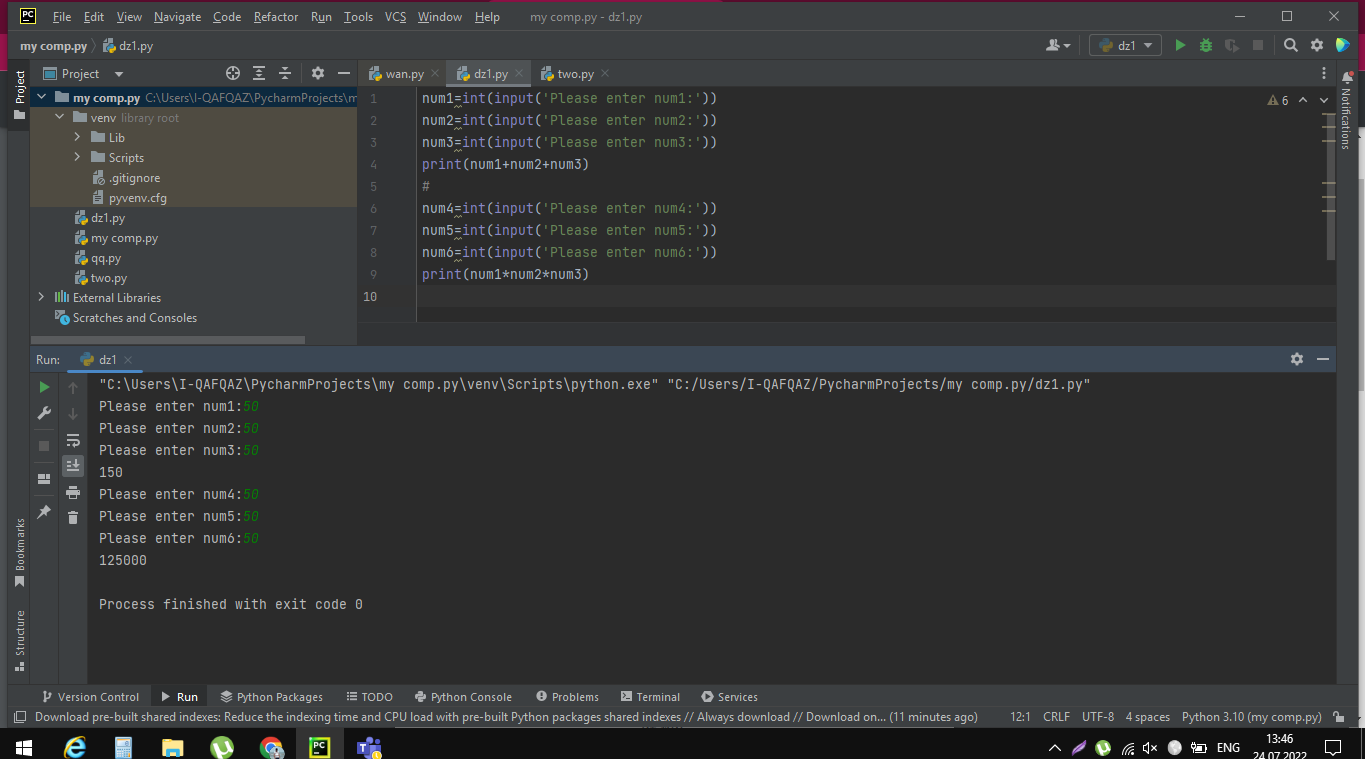 PC File Edit View Navigate Code Refactor Run Tools VCS Window Help my comp.py - dz1.py
my comp.py dz1.py dz1
Project Project wan.py dz1.py two.py
my comp.py C:\Users\I-QAFQAZ\PycharmProjects\m
venv library root
Lib
Scripts
.gitignore
pyvenv.cfg
dz1.py
my comp.py
qq.py
two.py
External Libraries
Scratches and Consoles
6
1 num1=int(input('Please enter num1:'))
2 num2=int(input('Please enter num2:'))
3 num3=int(input('Please enter num3:'))
4 print(num1+num2+num3)
5 #
6 num4=int(input('Please enter num4:'))
7 num5=int(input('Please enter num5:'))
8 num6=int(input('Please enter num6:'))
9 print(num1*num2*num3)
10
Notifications
Run: dz1
"C:\Users\I-QAFQAZ\PycharmProjects\my comp.py\venv\Scripts\python.exe" "C:/Users/I-QAFQAZ/PycharmProjects/my comp.py/dz1.py"
Please enter num1:50
Please enter num2:50
Please enter num3:50
150
Please enter num4:50
Please enter num5:50
Please enter num6:50
125000
Process finished with exit code 0
Bookmarks
Structure
Version Control Run Python Packages TODO Python Console Problems Terminal Services
Download pre-built shared indexes: Reduce the indexing time and CPU load with pre-built Python packages shared indexes // Always download // Download on... (11 minutes ago) 12:1 CRLF UTF-8 4 spaces Python 3.10 (my comp.py)
PC ENG 13:46
24.07.2022